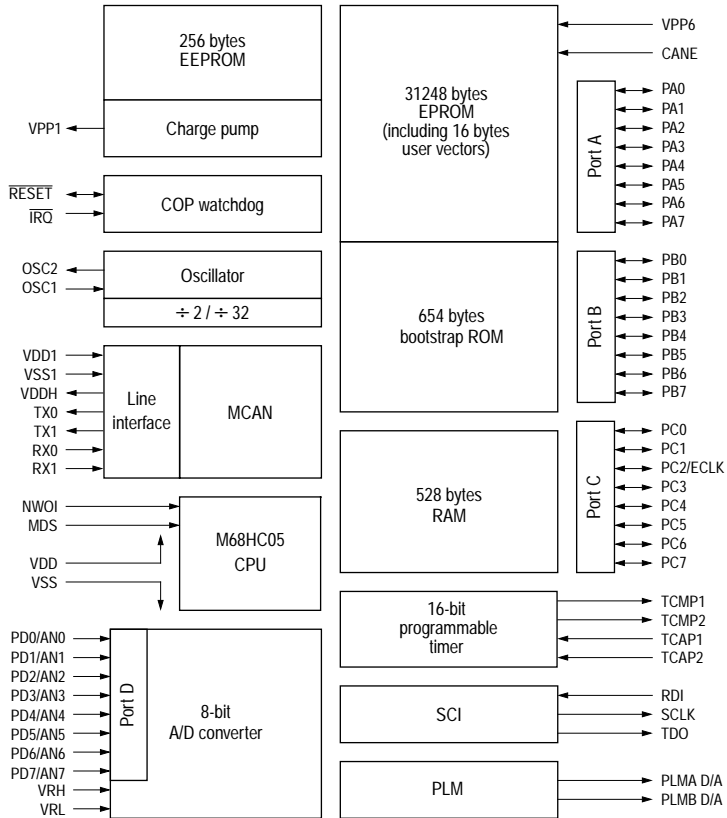 256 bytes
EEPROM
Charge pump
VPP1
COP watchdog
RESET
IRQ
Oscillator
÷ 2 / ÷ 32
OSC2
OSC1
VDD1
VSS1
VDDH
TX0
TX1
RX0
RX1
Line
interface
MCAN
NWOI
MDS
VDD
VSS
M68HC05
CPU
PD0/AN0
PD1/AN1
PD2/AN2
PD3/AN3
PD4/AN4
PD5/AN5
PD6/AN6
PD7/AN7
VRH
VRL
Port D
8-bit
A/D converter
31248 bytes
EPROM
(including 16 bytes
user vectors)
654 bytes
bootstrap ROM
528 bytes
RAM
16-bit
programmable
timer
SCI
PLM
VPP6
CANE
Port A
PA0
PA1
PA2
PA3
PA4
PA5
PA6
PA7
Port B
PB0
PB1
PB2
PB3
PB4
PB5
PB6
PB7
Port C
PC0
PC1
PC2/ECLK
PC3
PC4
PC5
PC6
PC7
TCMP1
TCMP2
TCAP1
TCAP2
RDI
SCLK
TDO
PLMA D/A
PLMB D/A